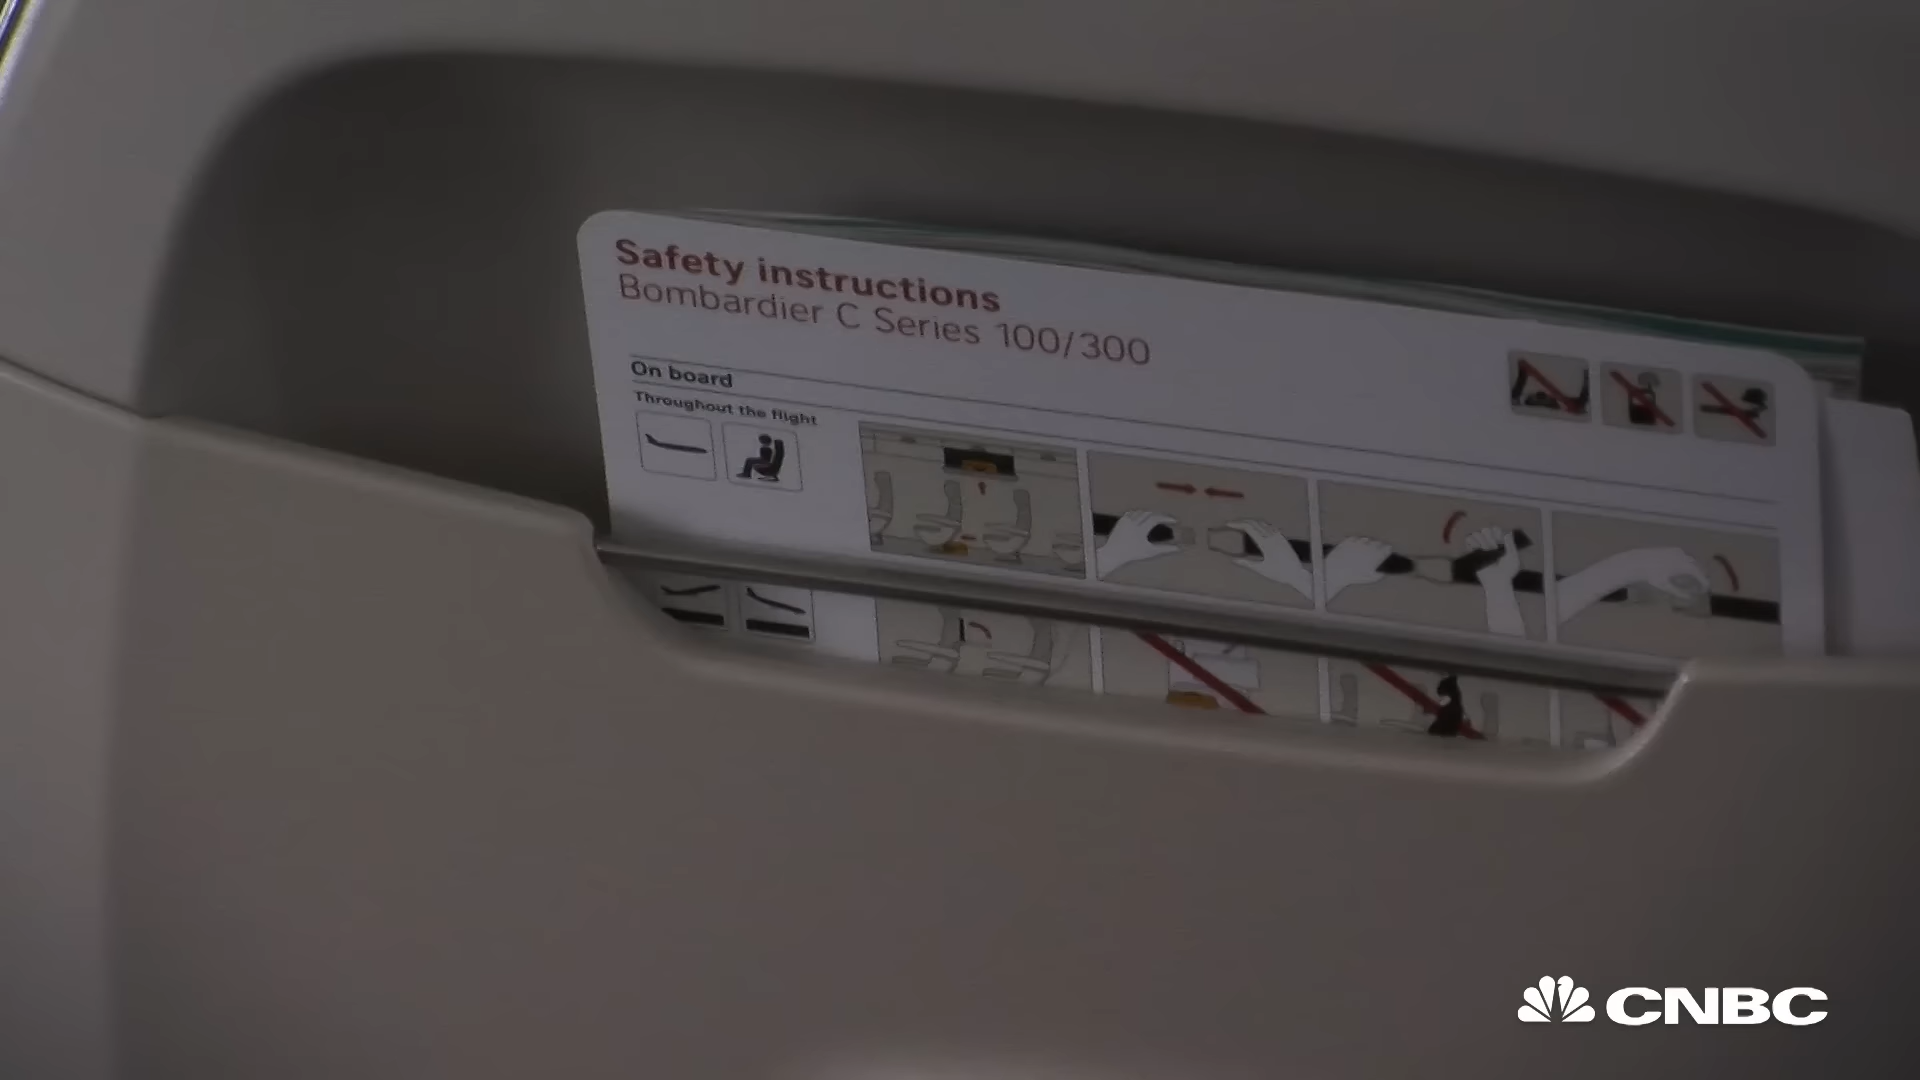 Safety instructions
Bombardier C Series 100/300
On board
Throughout the flight
CNBC